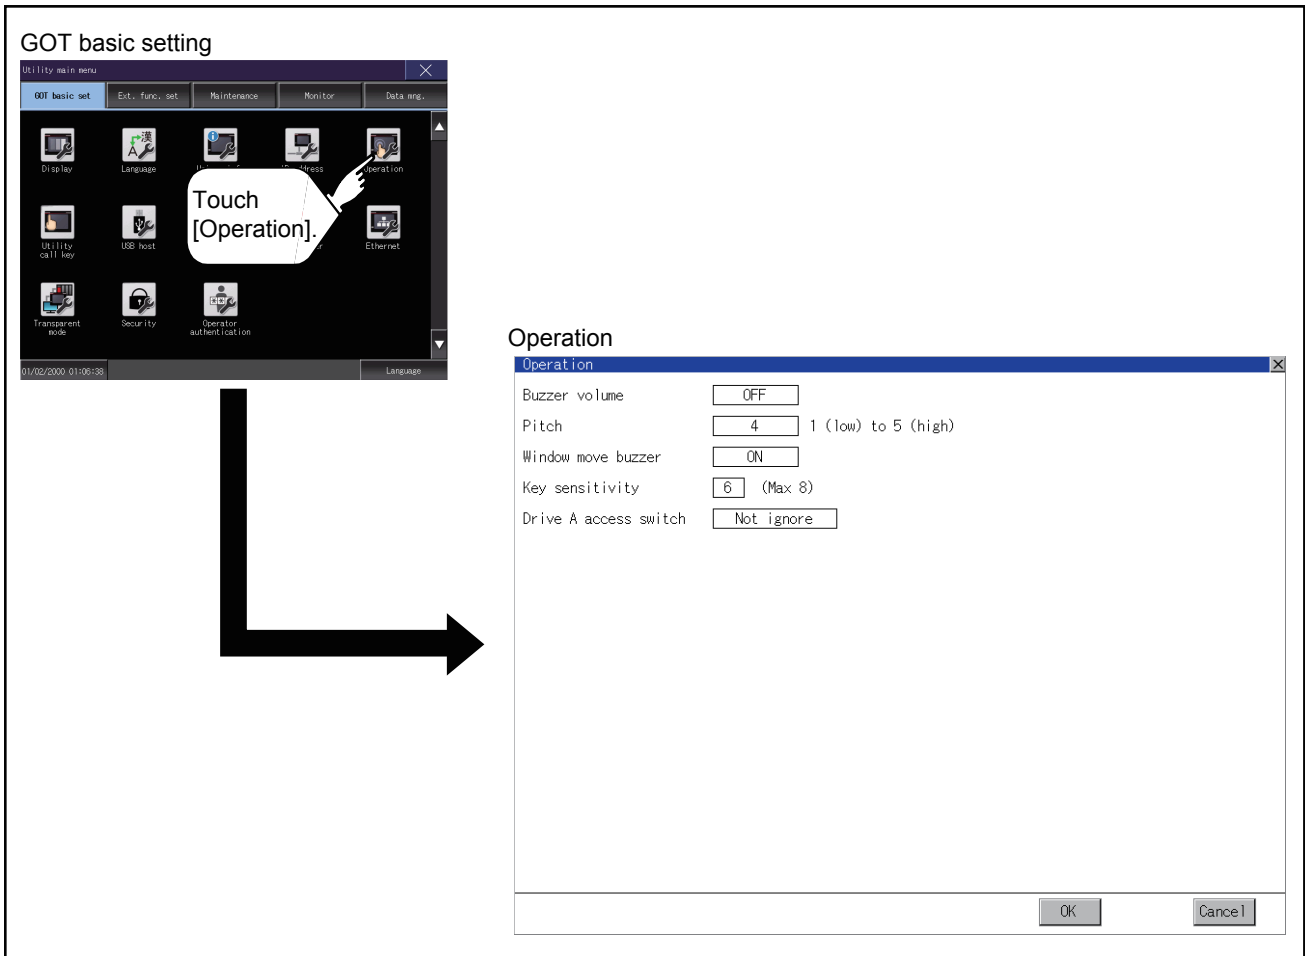 GOT basic setting
Utility main menu
GOT basic set Ext. func. set Maintenance Monitor Data mng.
Display Language Operation
Touch
[Operation].
Utility
call key
USB host
Ethernet
Transparent
mode
Security
Operator
authentication
01/02/2000 01:06:38 Language
Operation
Operation
Buzzer volume OFF
Pitch 4 1 (low) to 5 (high)
Window move buzzer ON
Key sensitivity 6 (Max 8)
Drive A access switch Not ignore
OK Cancel